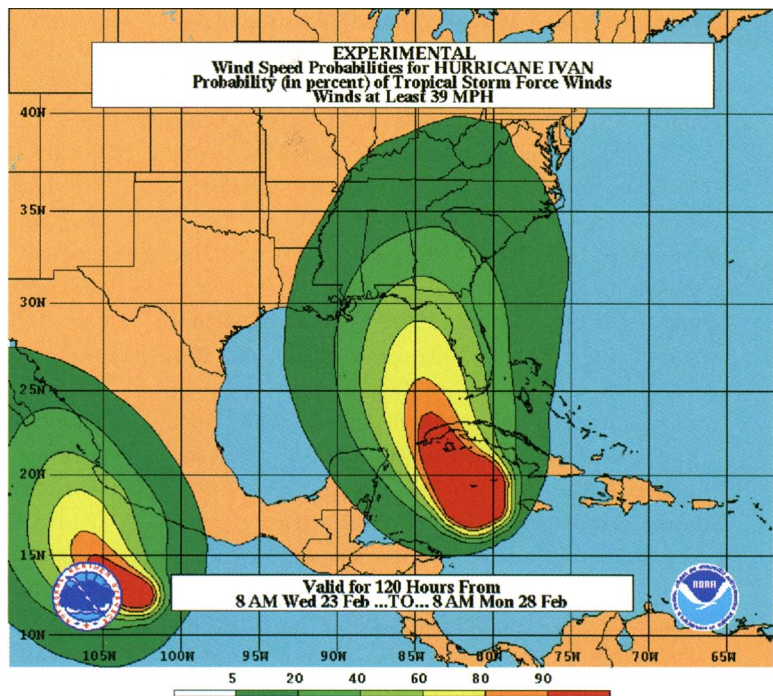 EXPERIMENTAL
Wind Speed Probabilities for HURRICANE IVAN
Probability (in percent) of Tropical Storm Force Winds
Winds at Least 39 MPH
40N
35N
30N
25N
20N
15N
10N
Valid for 120 Hours From
8 AM Wed 23 Feb ...TO... 8 AM Mon 28 Feb
NOAA
105W 100W 95W 90W 85W 80W 75W 70W 65W
5 20 40 60 80 90